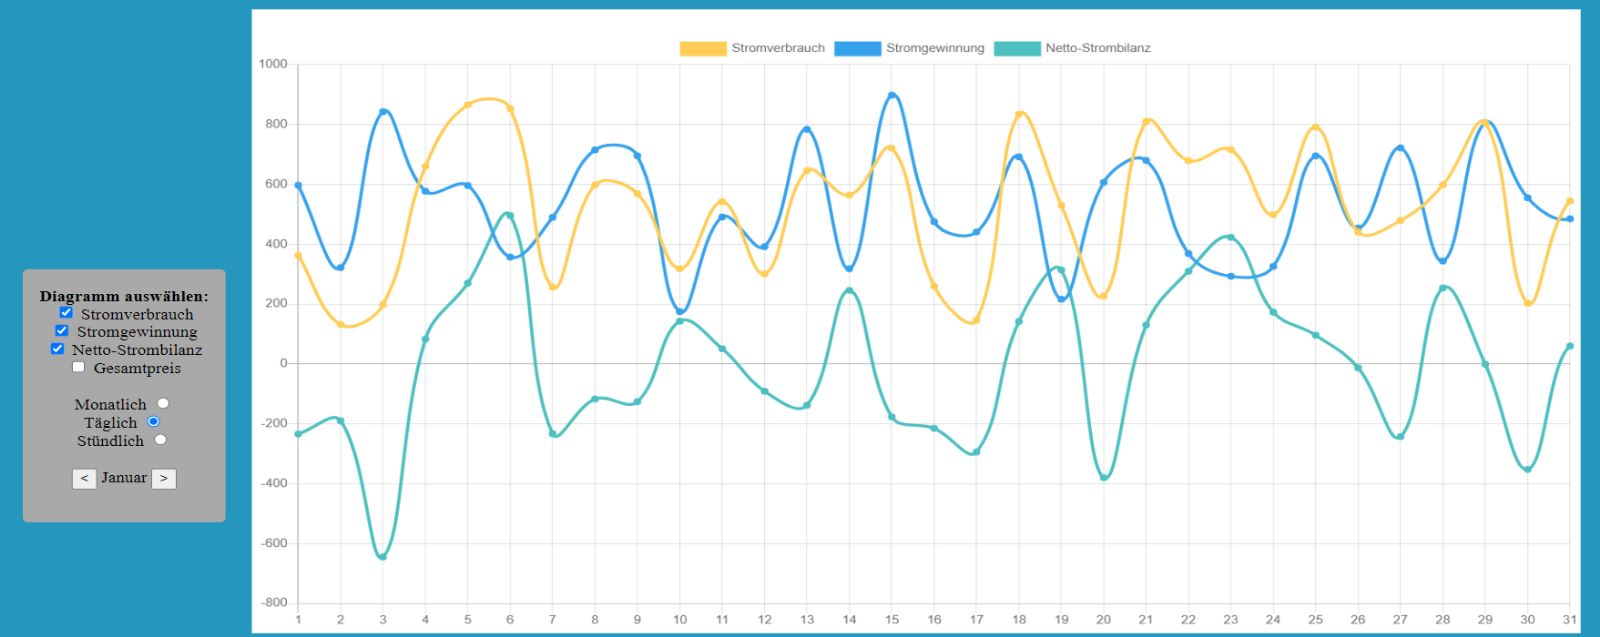 Stromverbrauch Stromgewinnung Netto-Strombilanz
1000
800
600
400
200
0
-200
-400
-600
-800
1 2 3 4 5 6 7 8 9 10 11 12 13 14 15 16 17 18 19 20 21 22 23 24 25 26 27 28 29 30 31
Diagramm auswählen:
Stromverbrauch
Stromgewinnung
Netto-Strombilanz
Gesamtpreis
Monatlich
Täglich
Stündlich
< Januar >